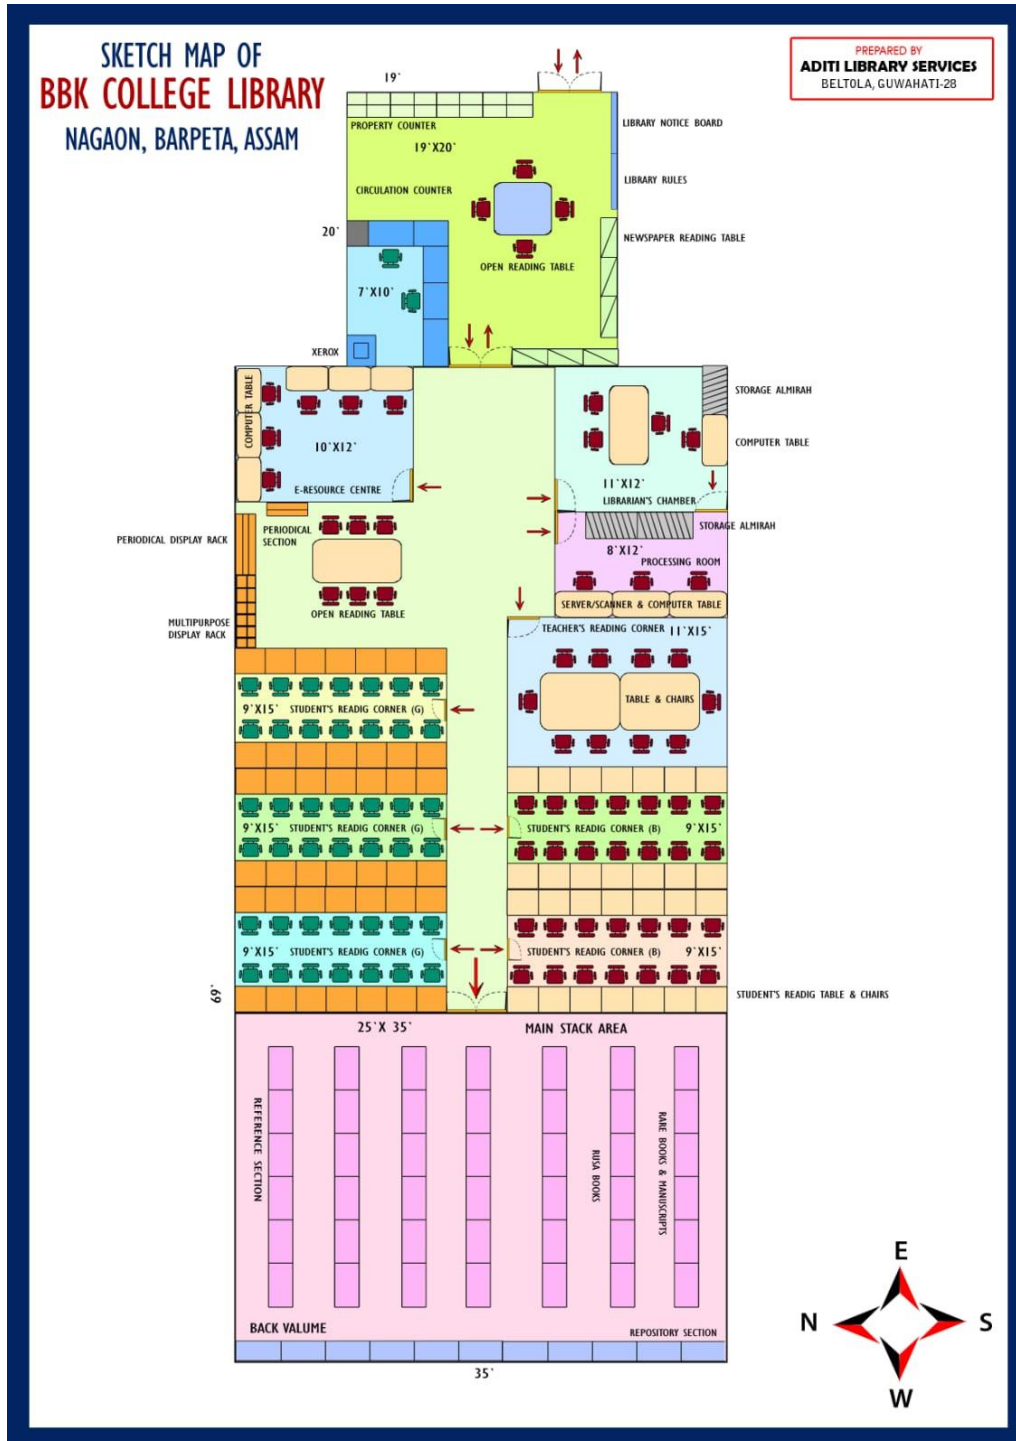 SKETCH MAP OF
BBK COLLEGE LIBRARY
NAGAON, BARPETA, ASSAM
PREPARED BY
ADITI LIBRARY SERVICES
BELTOLA, GUWAHATI-28
19'
PROPERTY COUNTER
19'X20'
LIBRARY NOTICE BOARD
LIBRARY RULES
CIRCULATION COUNTER
20'
NEWSPAPER READING TABLE
OPEN READING TABLE
7'X10'
XEROX
COMPUTER TABLE
10'X12'
E-RESOURCE CENTRE
STORAGE ALMIRAH
COMPUTER TABLE
11'X12'
LIBRARIAN'S CHAMBER
PERIODICAL DISPLAY RACK
PERIODICAL
SECTION
STORAGE ALMIRAH
8'X12'
PROCESSING ROOM
SERVER/SCANNER & COMPUTER TABLE
OPEN READING TABLE
MULTIPURPOSE
DISPLAY RACK
TEACHER'S READING CORNER 11'X15'
TABLE & CHAIRS
9'X15' STUDENT'S READIG CORNER (G)
9'X15' STUDENT'S READIG CORNER (G)
STUDENT'S READIG CORNER (B) 9'X15'
9'X15' STUDENT'S READIG CORNER (G)
STUDENT'S READIG CORNER (B) 9'X15'
69'
STUDENT'S READIG TABLE & CHAIRS
25'X 35'
MAIN STACK AREA
REFERENCE SECTION
RUSA BOOKS
RARE BOOKS & MANUSCRIPTS
BACK VALUME
REPOSITORY SECTION
35'
E
N
S
W